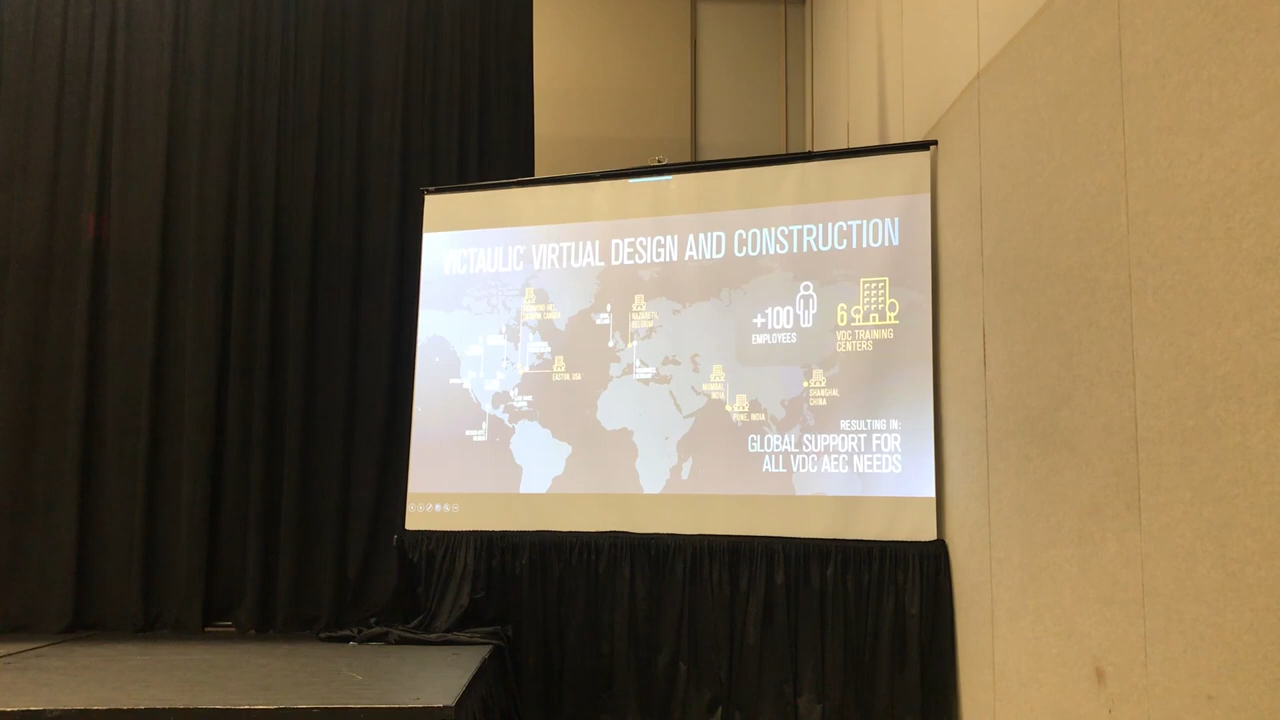 VICTAULIC® VIRTUAL DESIGN AND CONSTRUCTION
+100
EMPLOYEES
6
VDC TRAINING
CENTERS
NAZARETH,
BELGIUM
EASTON, USA
MUMBAI,
INDIA
PUNE, INDIA
SHANGHAI,
CHINA
RESULTING IN:
GLOBAL SUPPORT FOR
ALL VDC AEC NEEDS